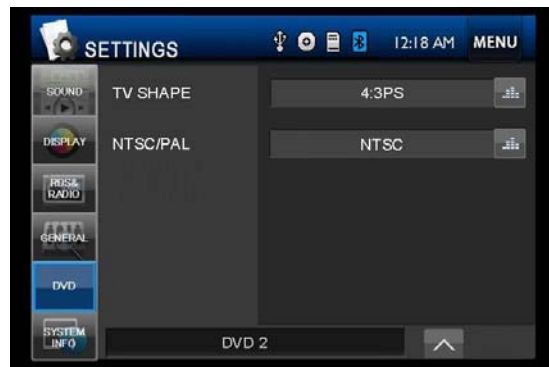 SETTINGS 12:18 AM MENU
SOUND
TV SHAPE 4:3PS
DISPLAY
NTSC/PAL NTSC
RDS&
RADIO
GENERAL
DVD
SYSTEM
INFO
DVD 2